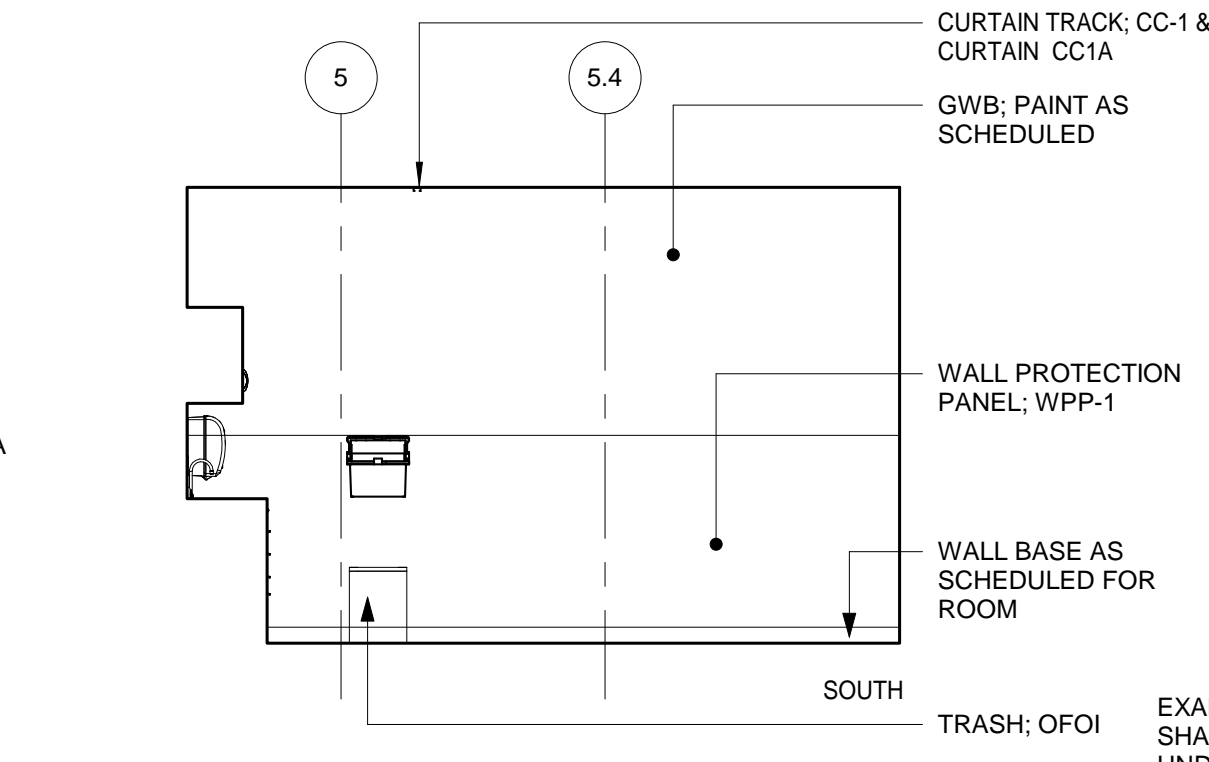 CURTAIN TRACK; CC-1 &
CURTAIN CC1A
5
5.4
GWB; PAINT AS
SCHEDULED
WALL PROTECTION
PANEL; WPP-1
A
WALL BASE AS
SCHEDULED FOR
ROOM
SOUTH
TRASH; OFOI